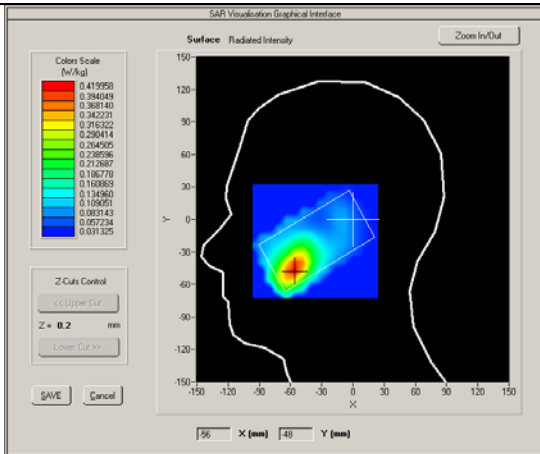 SAR Visualisation Graphical Interface
Surface Radiated Intensity
Zoom In/Out
Colors Scale
(W/kg)
0.419958
0.394049
0.368140
0.342231
0.316322
0.290414
0.264505
0.238596
0.212687
0.186778
0.160869
0.134960
0.109051
0.083143
0.057234
0.031325
Z-Cuts Control
<< Upper Cut
Z = 0.2 mm
Lower Cut >>
SAVE Cancel
150-
120-
90-
60-
30-
0-
-30-
-60-
-90-
-120-
-150-
Y
-150 -120 -90 -60 -30 0 30 60 90 120 150
X
-56 X (mm) -48 Y (mm)